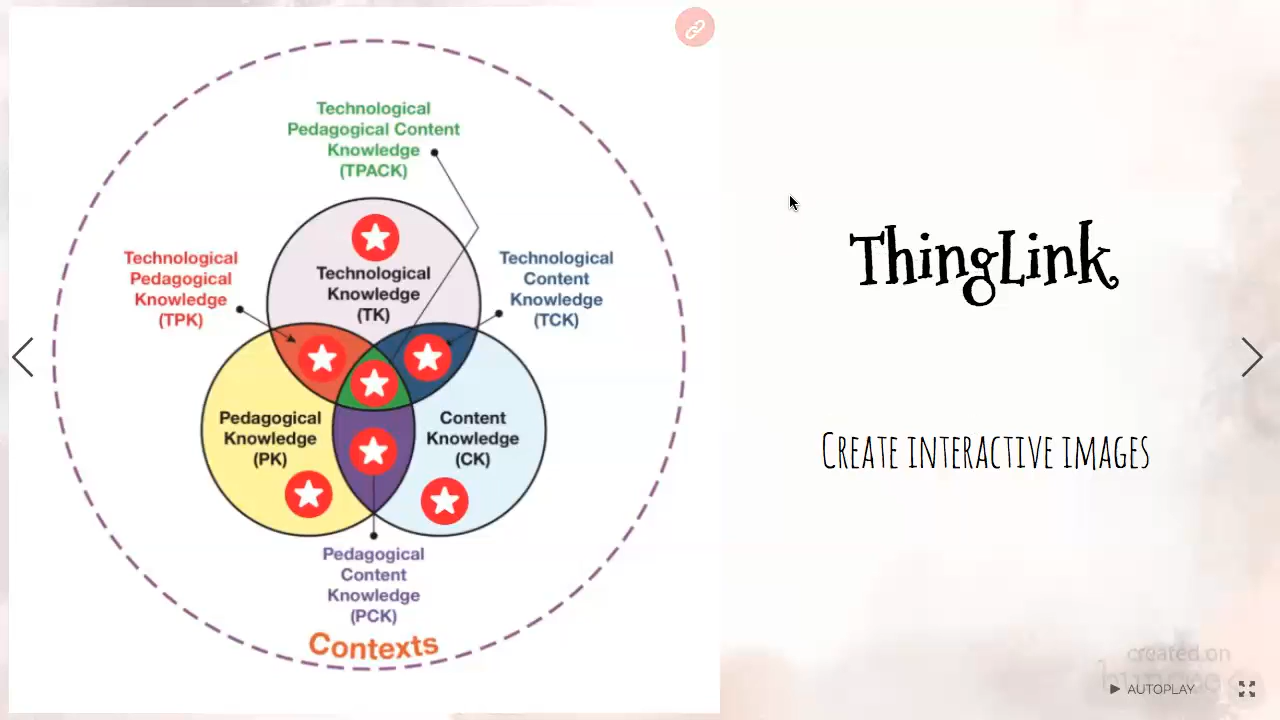 Technological
Pedagogical Content
Knowledge
(TPACK)
Technological
Pedagogical
Knowledge
(TPK)
Technological
Knowledge
(TK)
Technological
Content
Knowledge
(TCK)
Pedagogical
Knowledge
(PK)
Content
Knowledge
(CK)
Pedagogical
Content
Knowledge
(PCK)
Contexts
ThingLink
Create interactive images
created on
AUTOPLAY